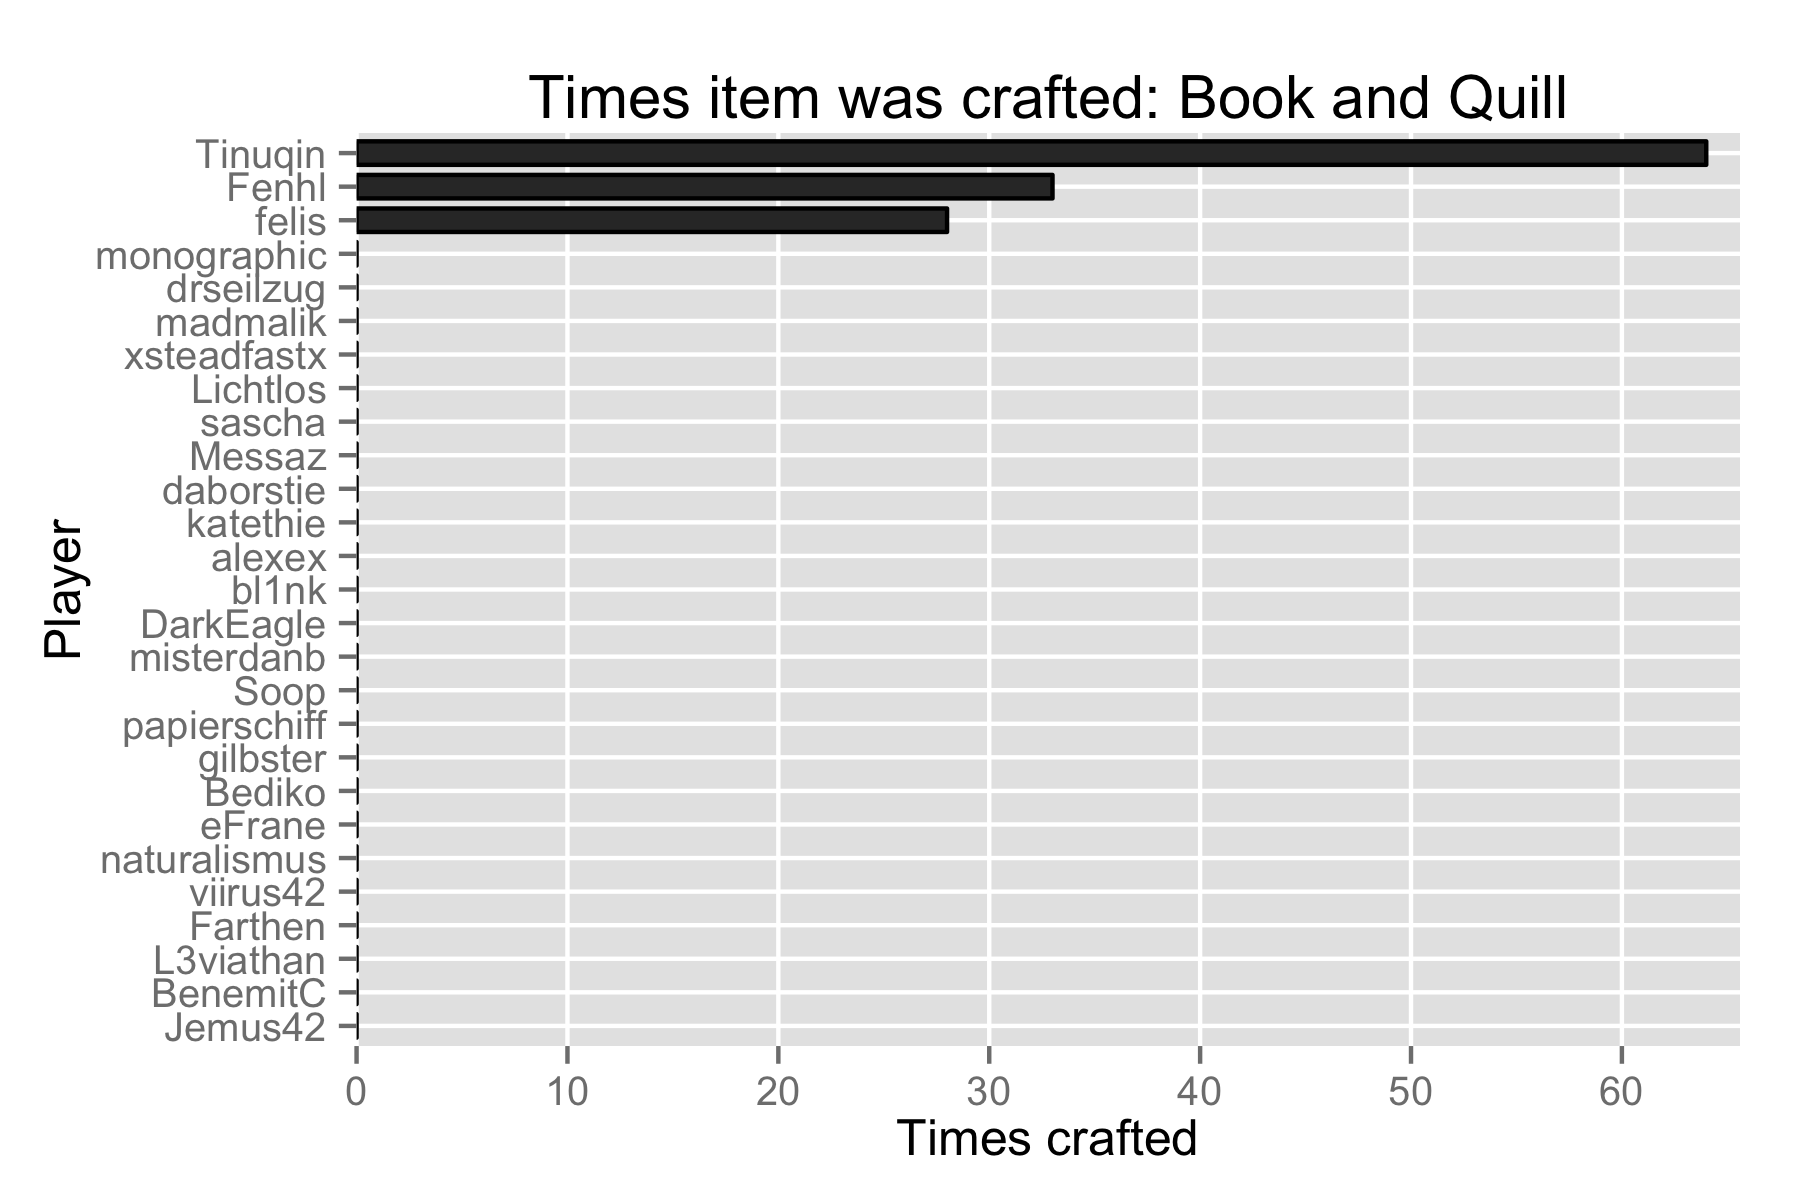 Times item was crafted: Book and Quill
Tinuqin
Fenhl
felis
monographic
drseilzug
madmalik
xsteadfastx
Lichtlos
sascha
Messaz
daborstie
katethie
alexex
bl1nk
DarkEagle
misterdanb
Soop
papierschiff
gilbster
Bediko
eFrane
naturalismus
viirus42
Farthen
L3viathan
BenemitC
Jemus42
Player
0 10 20 30 40 50 60
Times crafted